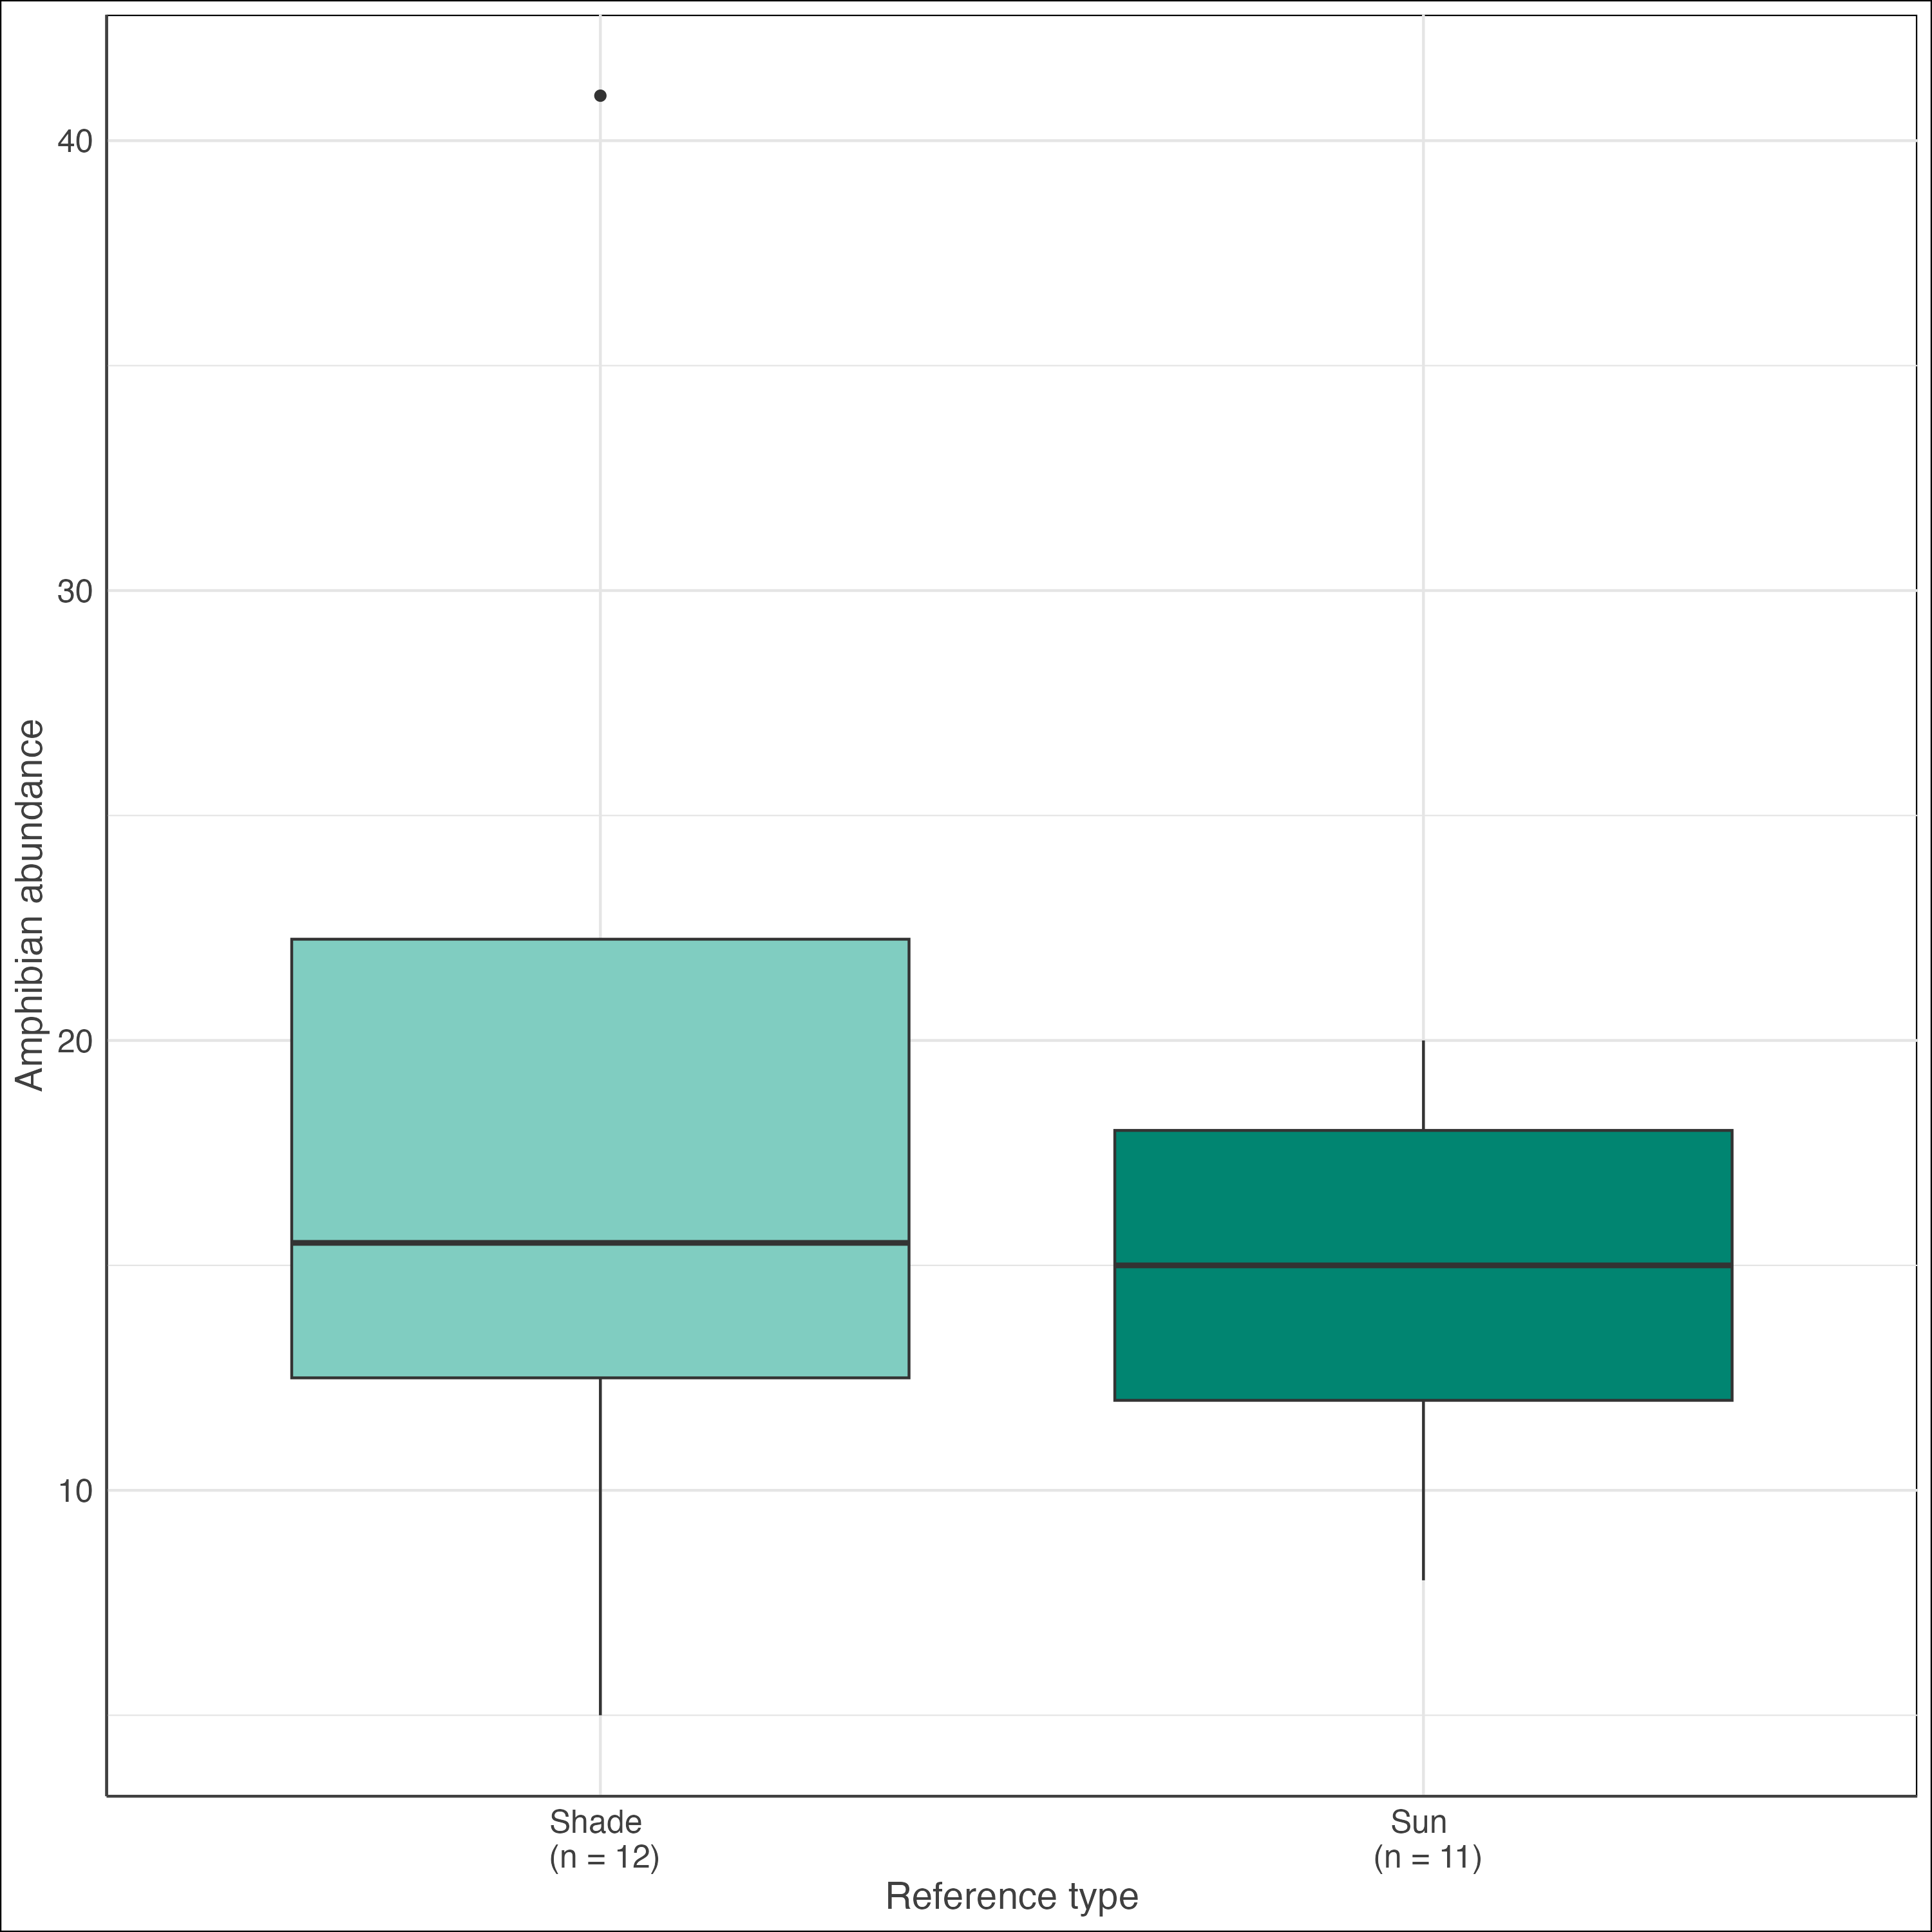 Amphibian abundance
40
30
20
10
Shade
(n = 12)
Sun
(n = 11)
Reference type